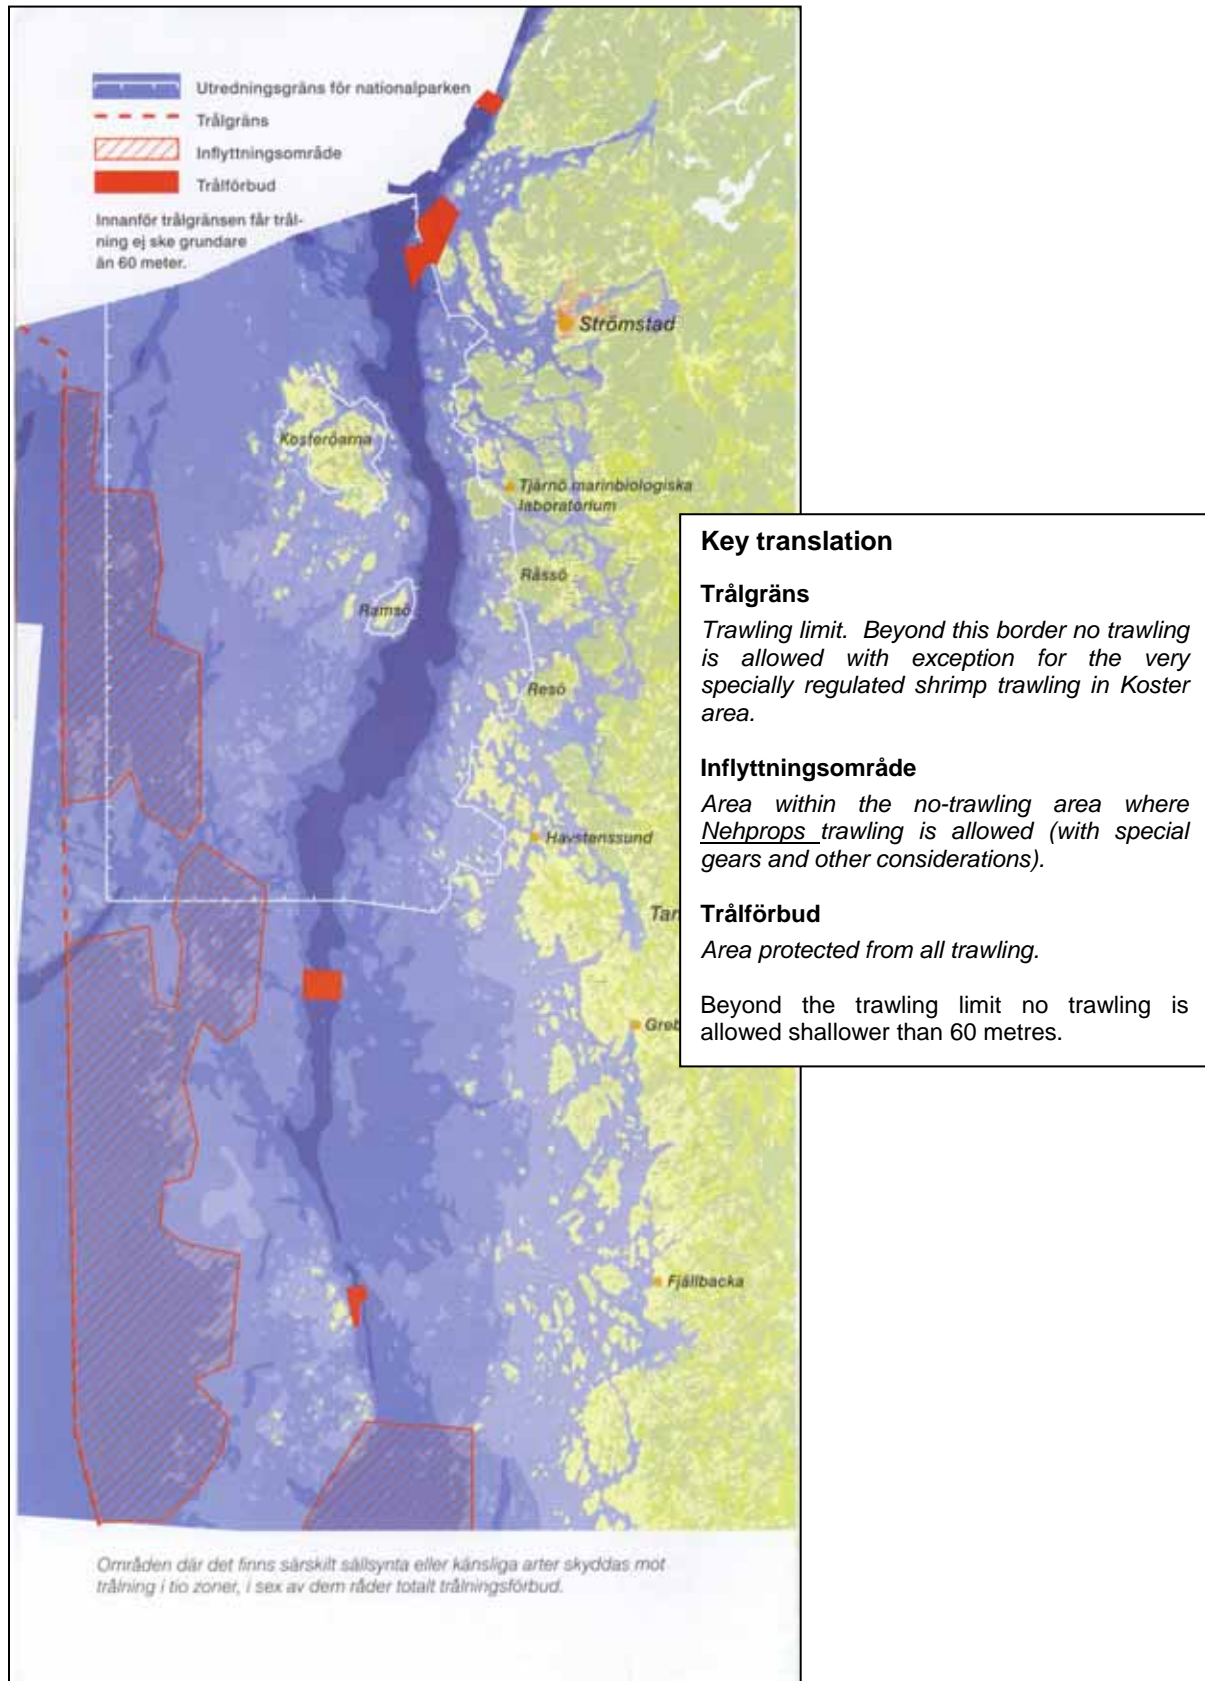 Utredningsgräns för nationalparken
Trålgräns
Inflyttningsområde
Trålförbud
Innanför trålgränsen får trål-
ning ej ske grundare
än 60 meter.
Strömstad
Kosteröarna
Tjärnö marinbiologiska
laboratorium
Råssö
Ramsö
Resö
Havstenssund
Tan
Greb
Fjällbacka
Key translation
Trålgräns
Trawling limit. Beyond this border no trawling
is allowed with exception for the very
specially regulated shrimp trawling in Koster
area.
Inflyttningsområde
Area within the no-trawling area where
Nehprops trawling is allowed (with special
gears and other considerations).
Trålförbud
Area protected from all trawling.
Beyond the trawling limit no trawling is
allowed shallower than 60 metres.
Områden där det finns särskilt sällsynta eller känsliga arter skyddas mot
trålning i tio zoner, i sex av dem råder totalt trålningsförbud.